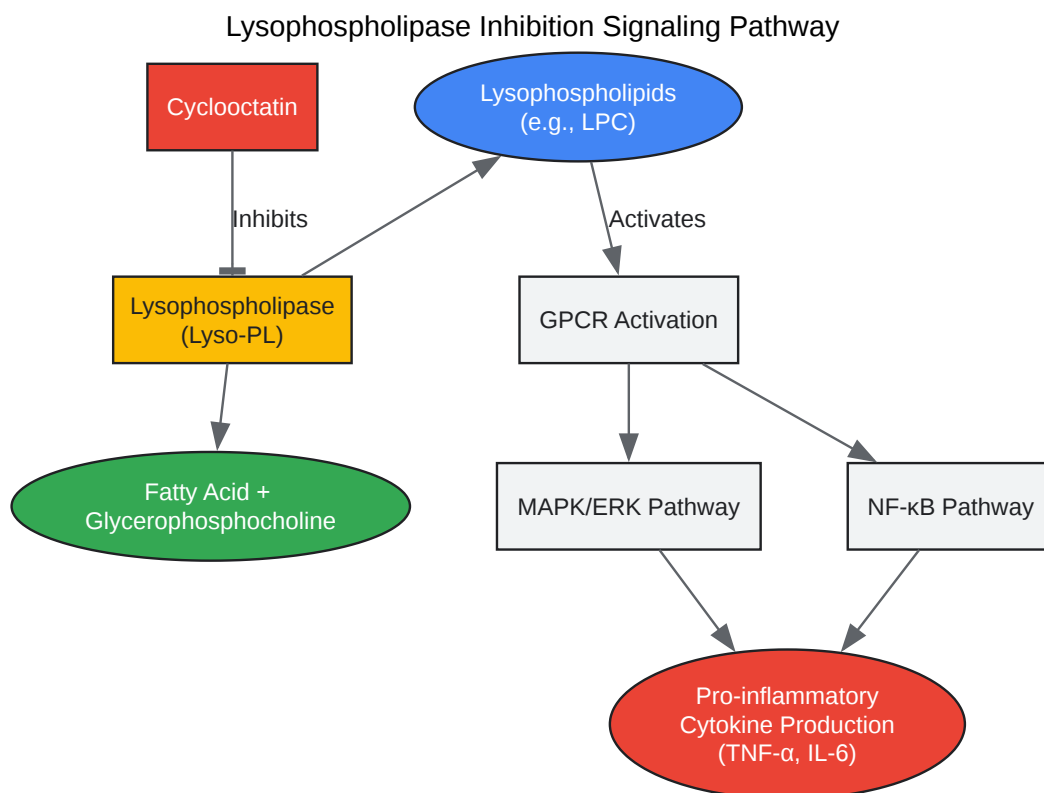 Lysophospholipase Inhibition Signaling Pathway
Cyclooctatin
Lysophospholipids
(e.g., LPC)
Inhibits
Activates
Lysophospholipase
(Lyso-PL)
GPCR Activation
Fatty Acid +
Glycerophosphocholine
MAPK/ERK Pathway
NF-κB Pathway
Pro-inflammatory
Cytokine Production
(TNF-α, IL-6)